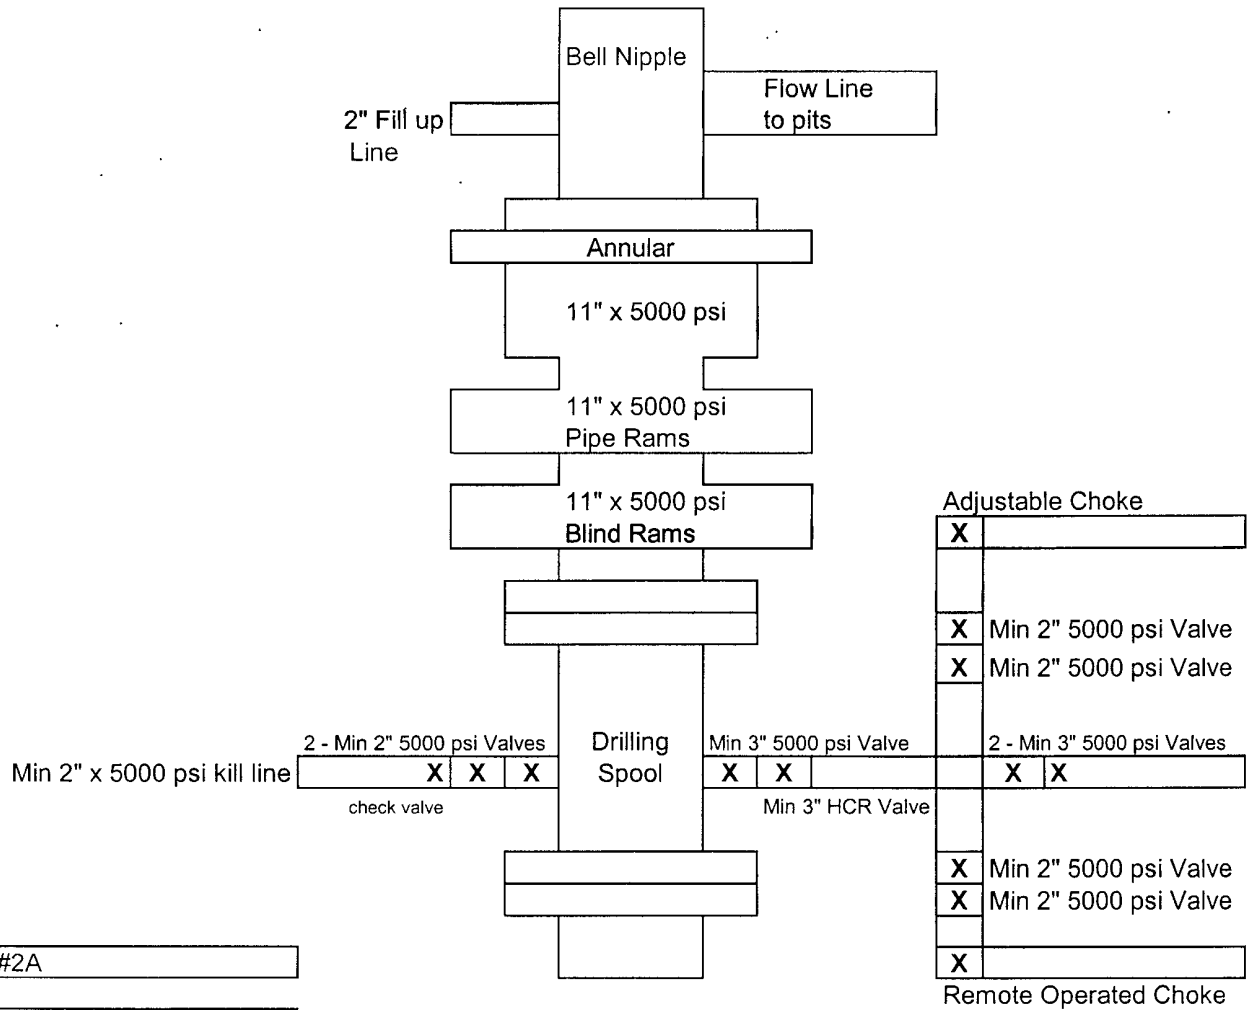 Bell Nipple
Flow Line
to pits
2" Fill up
Line
Annular
11" x 5000 psi
11" x 5000 psi
Pipe Rams
11" x 5000 psi
Blind Rams
Adjustable Choke
X
X Min 2" 5000 psi Valve
X Min 2" 5000 psi Valve
2 - Min 2" 5000 psi Valves
Drilling
Spool
Min 3" 5000 psi Valve
2 - Min 3" 5000 psi Valves
Min 2" x 5000 psi kill line
X X X
X X
X X
check valve
Min 3" HCR Valve
X Min 2" 5000 psi Valve
X Min 2" 5000 psi Valve
#2A
X
Remote Operated Choke